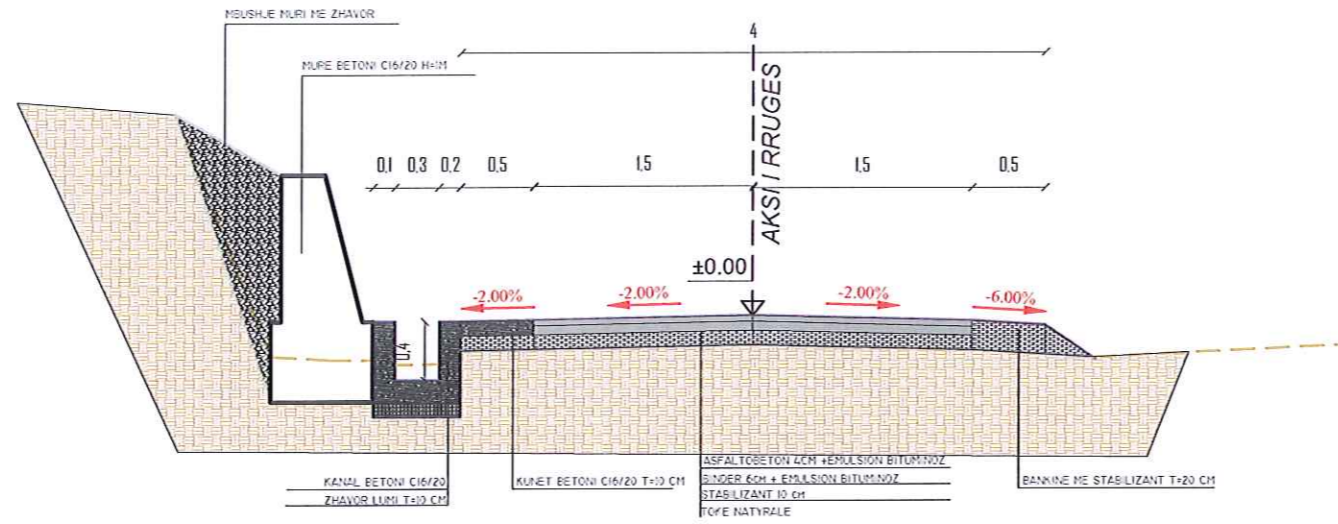 MBUSHJE MURI ME ZHAVOR
MURE BETONI C16/20 H=1M
4
AKSI I RRUGES
0,1 0,3 0,2 0,5 1,5 1,5 0,5
±0.00
-2.00% -2.00% -2.00% -6.00%
0,4
KANAL BETONI C16/20
ZHAVOR LUMI T=10 CM
KUNET BETONI C16/20 T=10 CM
ASFALTOBETON 4CM +EMULSION BITUMINOZ
BINDER 6cm + EMULSION BITUMINOZ
STABILIZANT 10 cm
TOKE NATYRALE
BANKINE ME STABILIZANT T=20 CM